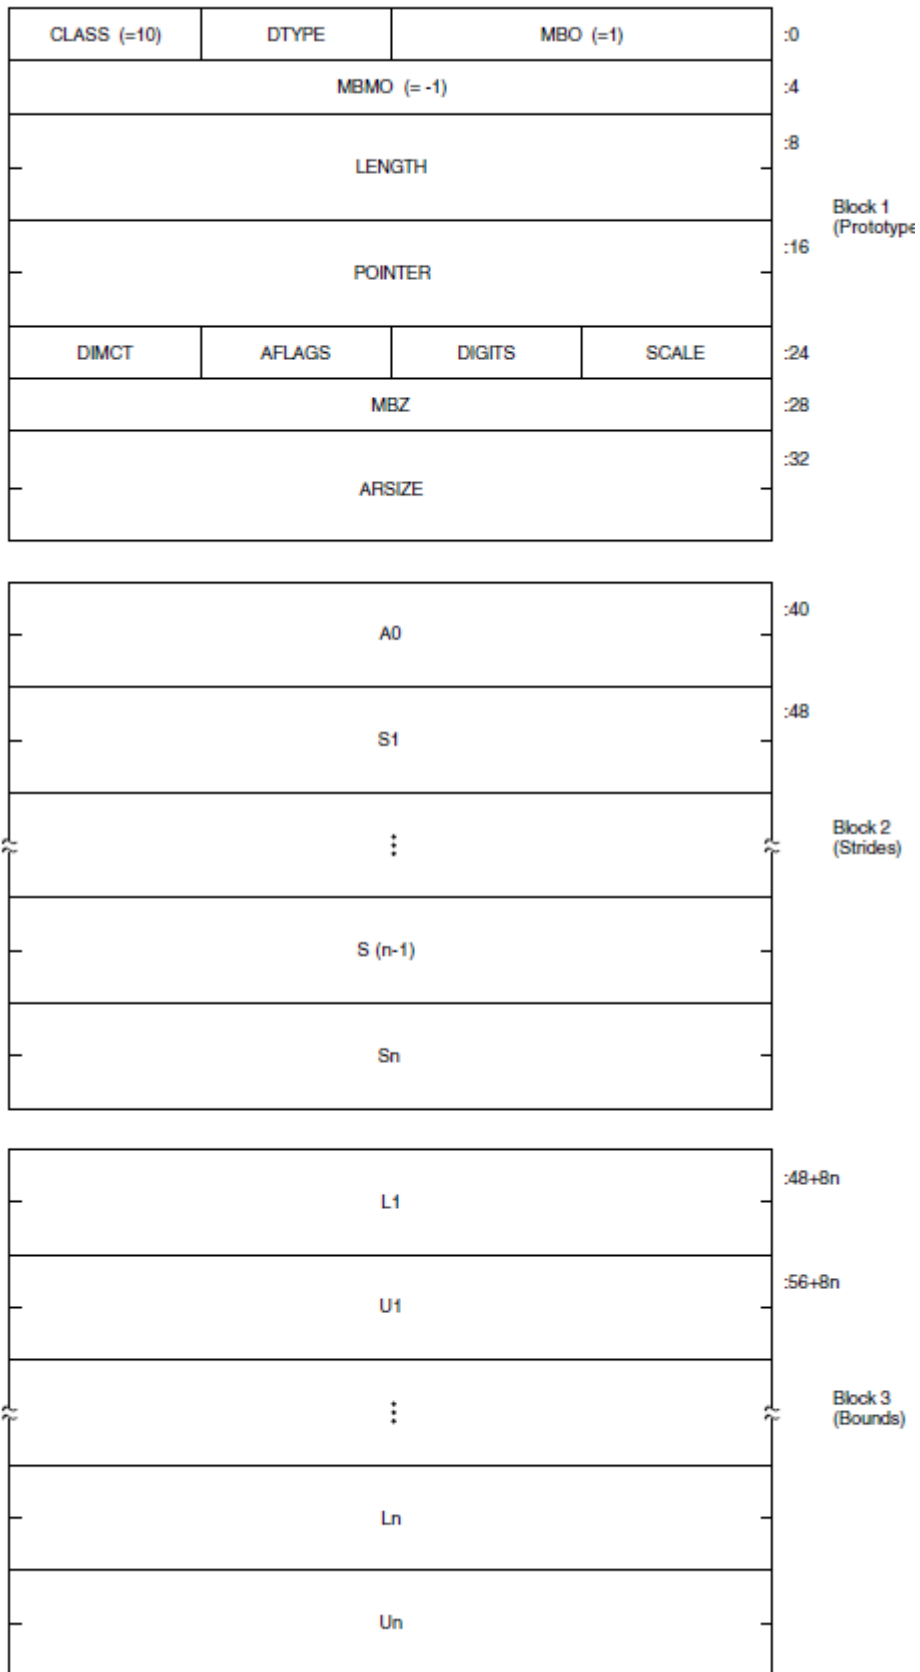 CLASS (=10) DTYPE MBO (=1) :0
MBMO (= -1) :4
:8
LENGTH
Block 1
(Prototype
:16
POINTER
DIMCT AFLAGS DIGITS SCALE :24
MBZ :28
:32
ARSIZE
:40
A0
:48
S1
Block 2
(Strides)
S (n-1)
Sn
:48+8n
L1
:56+8n
U1
Block 3
(Bounds)
Ln
Un